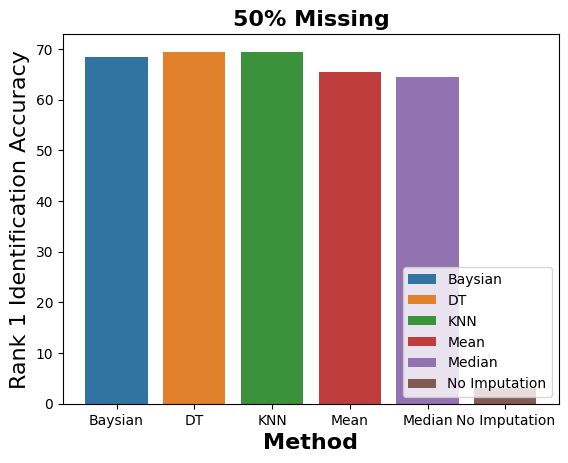 50% Missing
Rank 1 Identification Accuracy
70
60
50
40
30
20
10
0
Baysian
DT
KNN
Mean
Median
No Imputation
Baysian DT KNN Mean Median No Imputation
Method